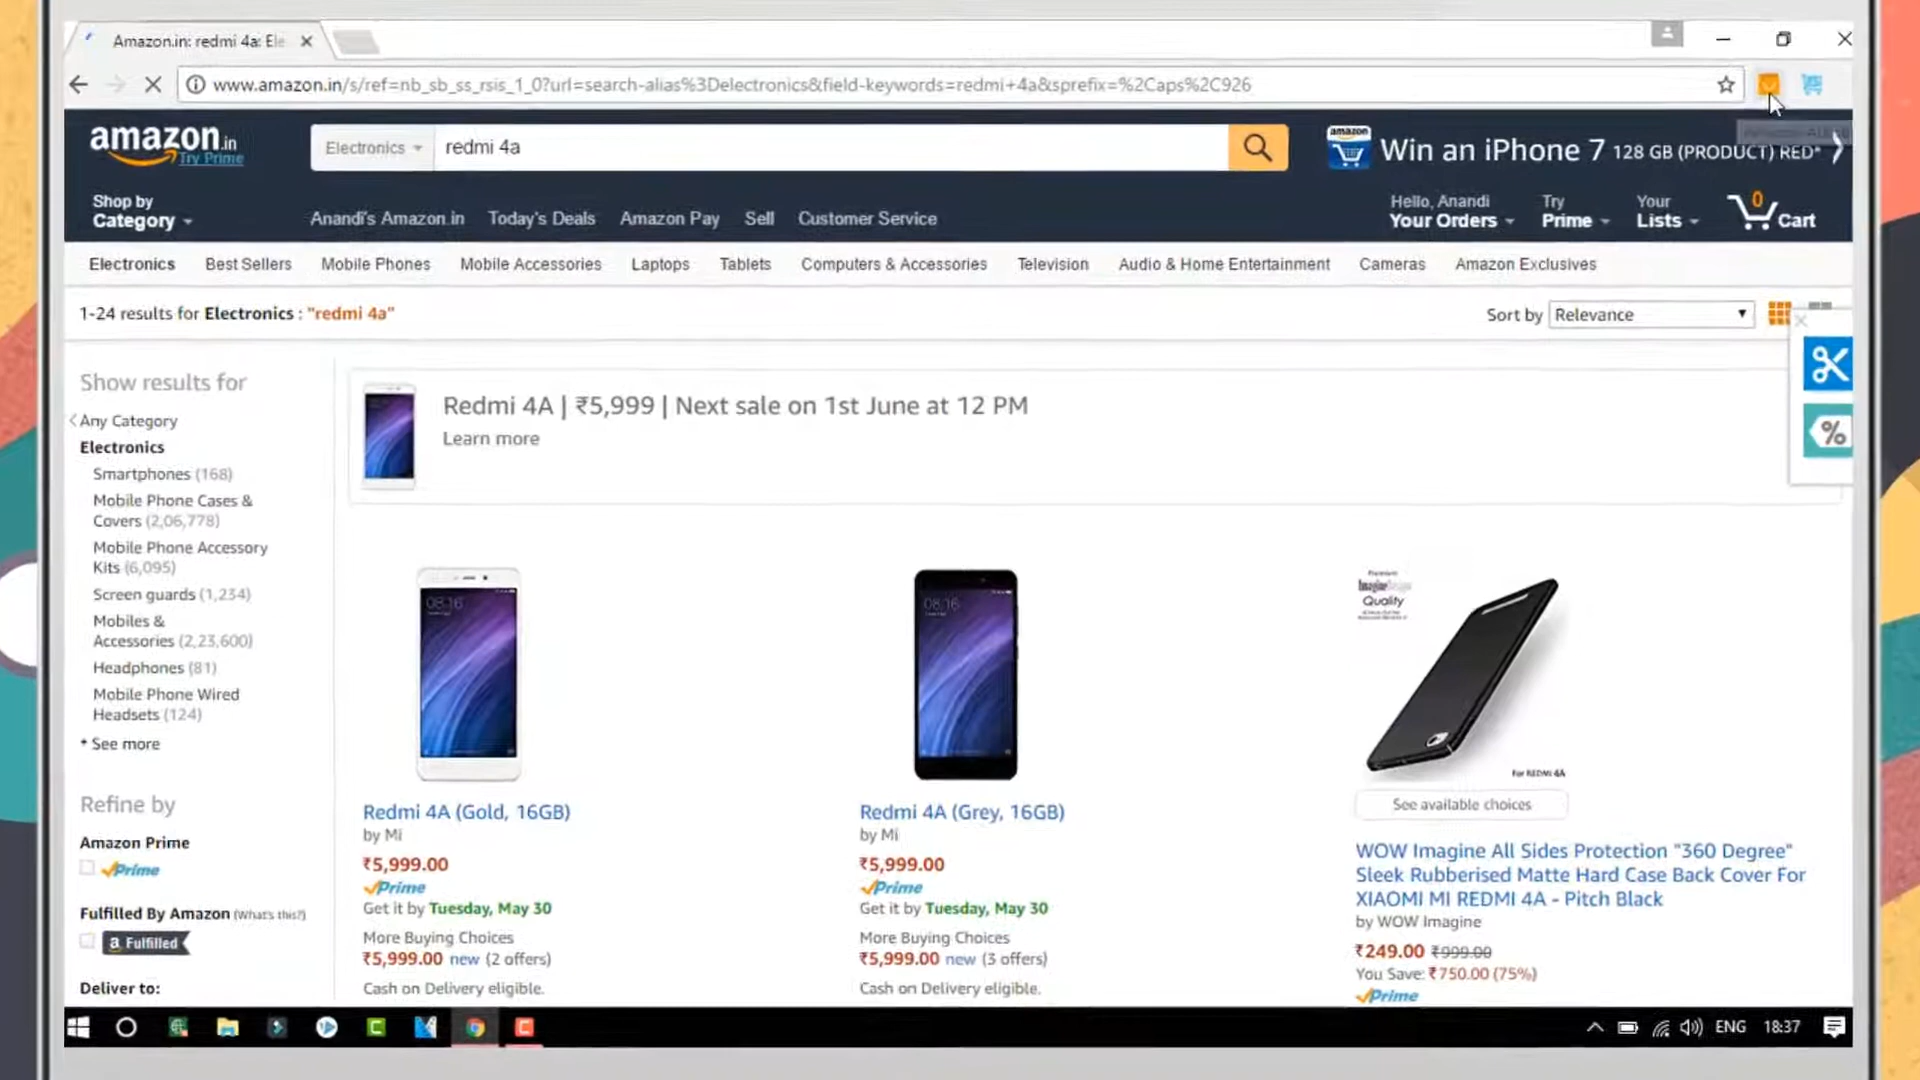 Amazon.in: redmi 4a: Ele
www.amazon.in/s/ref=nb_sb_ss_rsis_1_0?url=search-alias%3Delectronics&field-keywords=redmi+4a&sprefix=%2Caps%2C926
amazon.in
Try Prime
Electronics
redmi 4a
amazon
Win an iPhone 7 128 GB (PRODUCT) RED*
Shop by
Category
Anandi's Amazon.in Today's Deals Amazon Pay Sell Customer Service
Hello, Anandi
Your Orders
Try
Prime
Your
Lists
0
Cart
Electronics Best Sellers Mobile Phones Mobile Accessories Laptops Tablets Computers & Accessories Television Audio & Home Entertainment Cameras Amazon Exclusives
1-24 results for Electronics : "redmi 4a"
Sort by Relevance
Show results for
Any Category
Electronics
Smartphones (168)
Mobile Phone Cases &
Covers (2,06,778)
Mobile Phone Accessory
Kits (6,095)
Screen guards (1,234)
Mobiles &
Accessories (2,23,600)
Headphones (81)
Mobile Phone Wired
Headsets (124)
+ See more
Refine by
Amazon Prime
Prime
Fulfilled By Amazon (What's this?)
a Fulfilled
Deliver to:
Redmi 4A | ₹5,999 | Next sale on 1st June at 12 PM
Learn more
%
08:16
Redmi 4A (Gold, 16GB)
by Mi
₹5,999.00
Prime
Get it by Tuesday, May 30
More Buying Choices
₹5,999.00 new (2 offers)
Cash on Delivery eligible.
08:16
Redmi 4A (Grey, 16GB)
by Mi
₹5,999.00
Prime
Get it by Tuesday, May 30
More Buying Choices
₹5,999.00 new (3 offers)
Cash on Delivery eligible.
Premium
Quality
For REDMI 4A
See available choices
WOW Imagine All Sides Protection "360 Degree"
Sleek Rubberised Matte Hard Case Back Cover For
XIAOMI MI REDMI 4A - Pitch Black
by WOW Imagine
₹249.00 ₹999.00
You Save: ₹750.00 (75%)
Prime
ENG 18:37